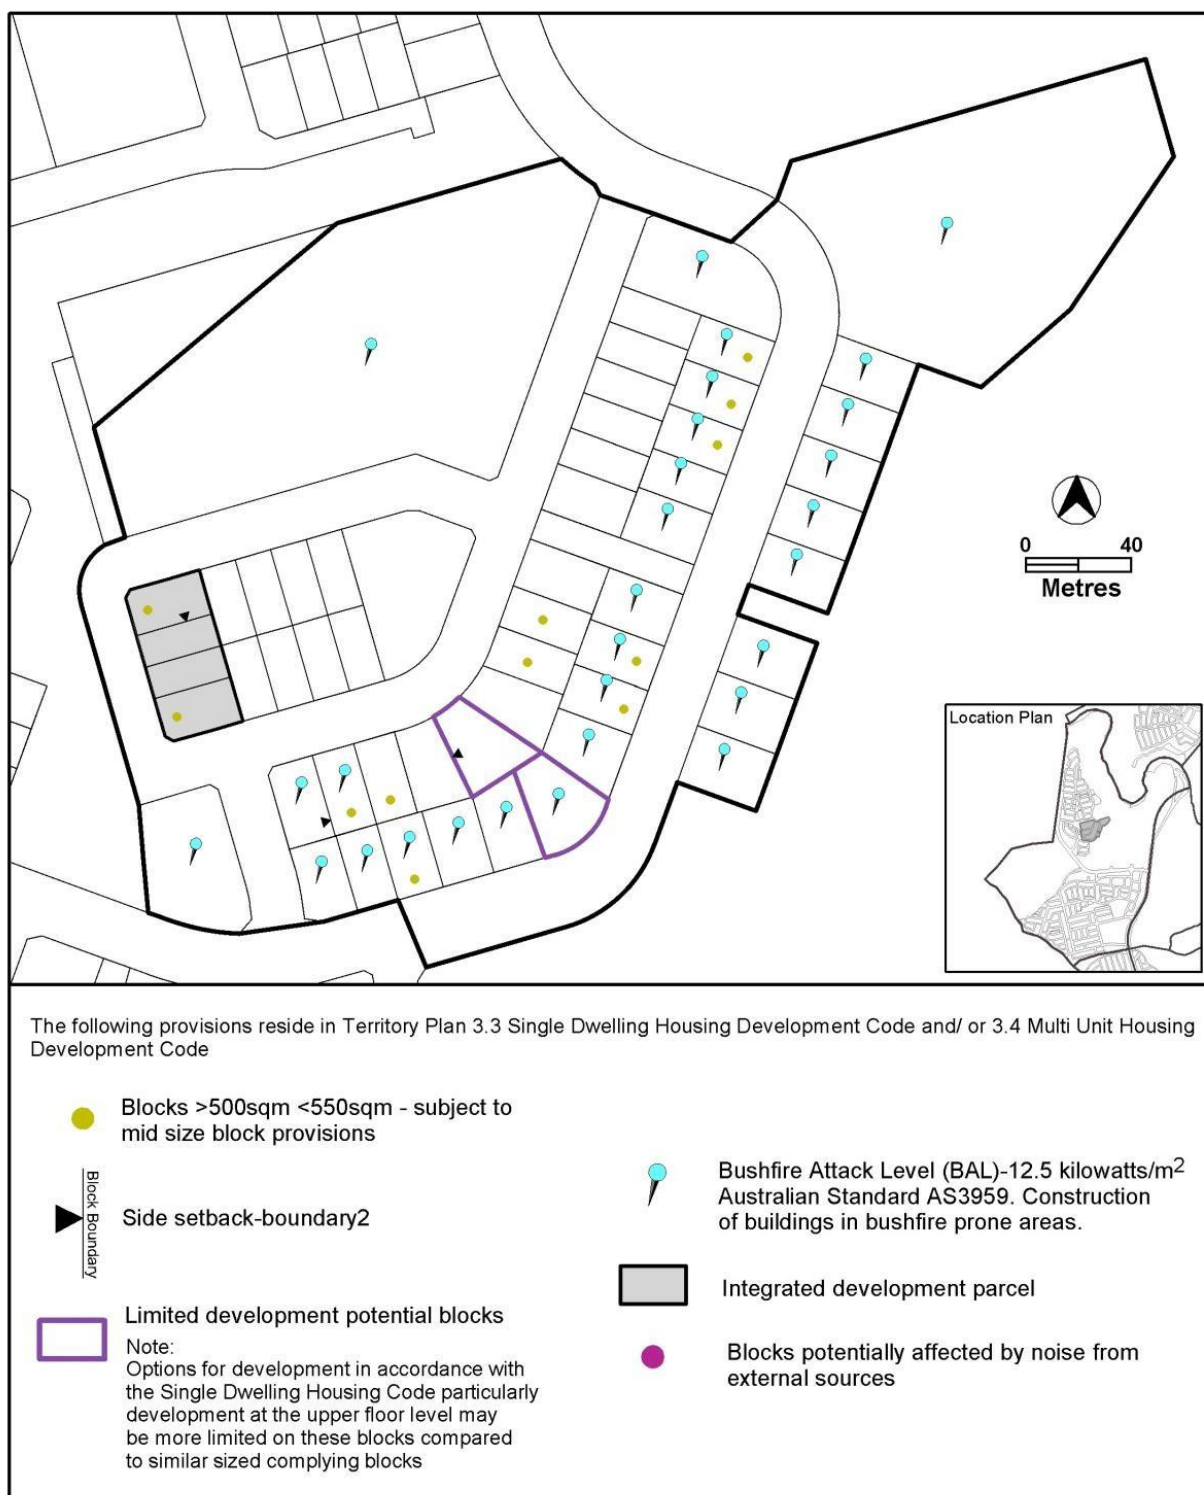 0 40
Metres
Location Plan
The following provisions reside in Territory Plan 3.3 Single Dwelling Housing Development Code and/ or 3.4 Multi Unit Housing
Development Code
Blocks >500sqm <550sqm - subject to
mid size block provisions
Block Boundary
Side setback-boundary2
Limited development potential blocks
Note:
Options for development in accordance with
the Single Dwelling Housing Code particularly
development at the upper floor level may
be more limited on these blocks compared
to similar sized complying blocks
Bushfire Attack Level (BAL)-12.5 kilowatts/m²
Australian Standard AS3959. Construction
of buildings in bushfire prone areas.
Integrated development parcel
Blocks potentially affected by noise from
external sources